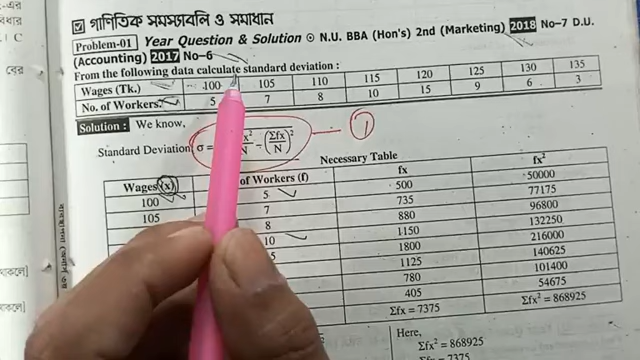 গাণিতিক সমস্যাবলি ও সমাধান
Problem-01 Year Question & Solution ⊙ N.U. BBA (Hon's) 2nd (Marketing) 2018 No-7 D.U.
(Accounting) 2017 No-6
From the following data calculate standard deviation :
Wages (Tk.) 100 105 110 115 120 125 130 135
No. of Workers: 5 7 8 10 15 9 6 3
Solution : We know,
Standard Deviation, σ = x² / N − (Σfx / N)² 1
Necessary Table
Wages (x) of Workers (f) fx fx²
100 5 500 50000
105 7 735 77175
8 880 96800
10 1150 132250
5 1800 216000
1125 140625
780 101400
405 54675
Σfx = 7375 Σfx² = 868925
Here,
Σfx² = 868925
Σfx = 7375